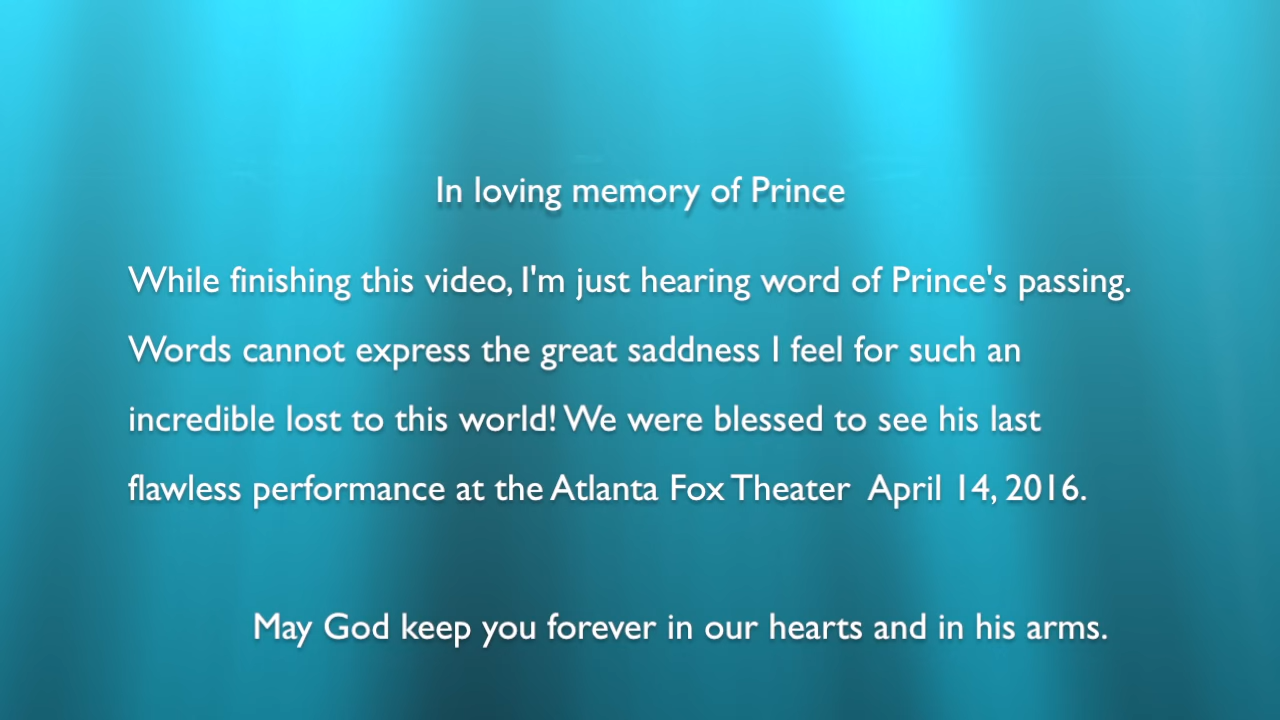 In loving memory of Prince
While finishing this video, I'm just hearing word of Prince's passing.
Words cannot express the great saddness I feel for such an
incredible lost to this world! We were blessed to see his last
flawless performance at the Atlanta Fox Theater  April 14, 2016.
May God keep you forever in our hearts and in his arms.